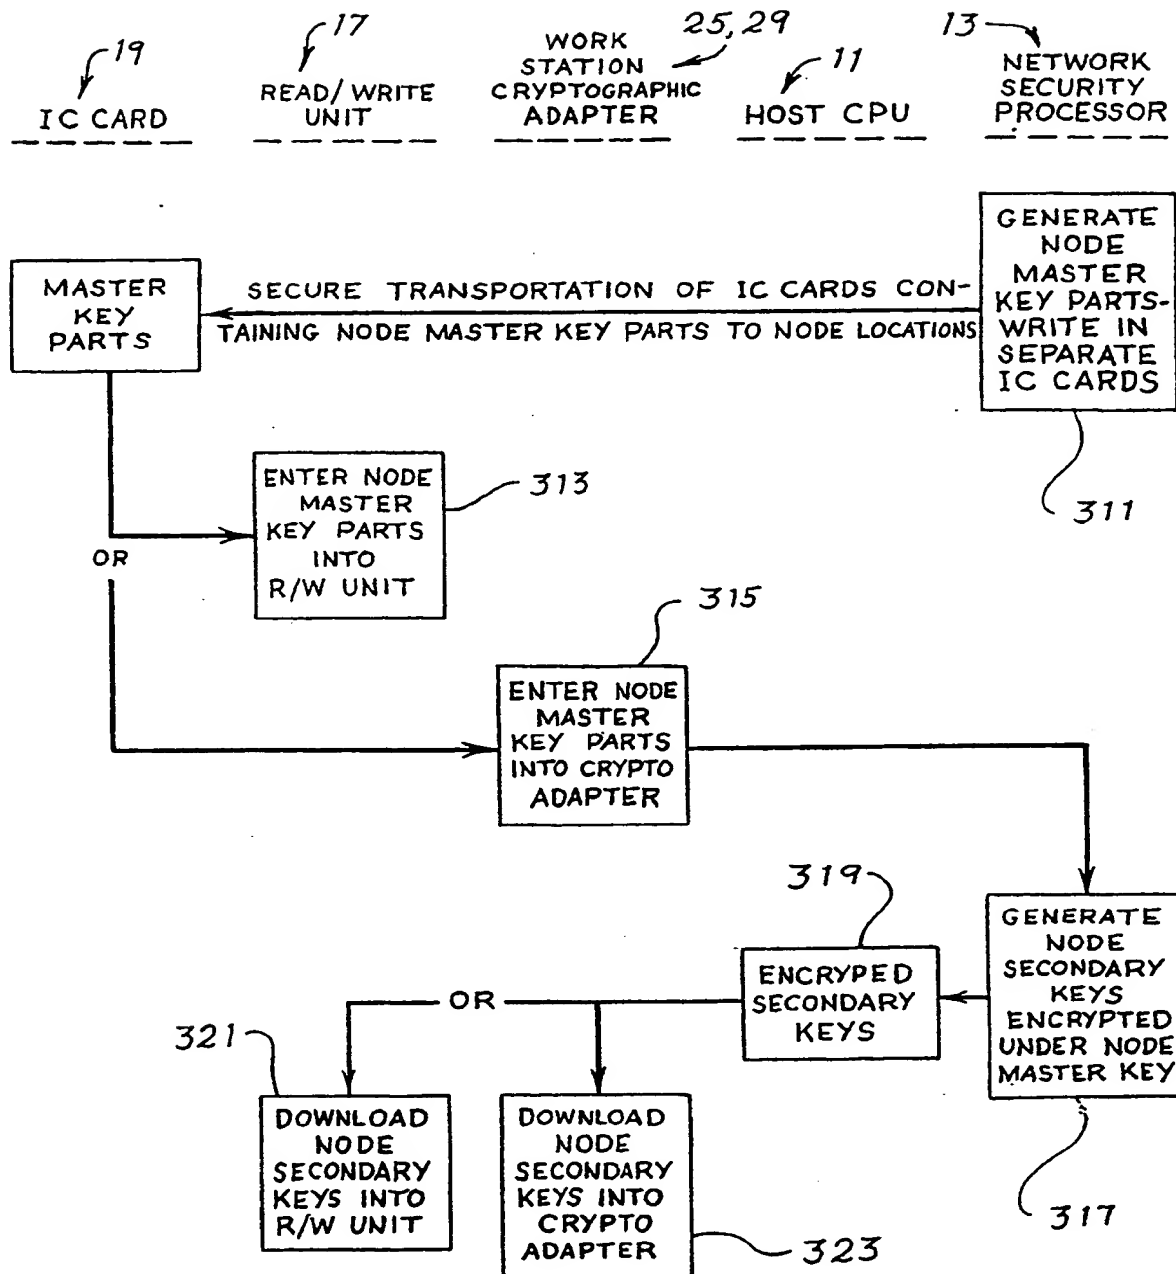 19
IC CARD
17
READ/WRITE
UNIT
25, 29
WORK
STATION
CRYPTOGRAPHIC
ADAPTER
11
HOST CPU
13
NETWORK
SECURITY
PROCESSOR
GENERATE
NODE
MASTER
KEY PARTS-
WRITE IN
SEPARATE
IC CARDS
311
SECURE TRANSPORTATION OF IC CARDS CON-
TAINING NODE MASTER KEY PARTS TO NODE LOCATIONS
MASTER
KEY
PARTS
OR
ENTER NODE
MASTER
KEY PARTS
INTO
R/W UNIT
313
315
ENTER NODE
MASTER
KEY PARTS
INTO CRYPTO
ADAPTER
GENERATE
NODE
SECONDARY
KEYS
ENCRYPTED
UNDER NODE
MASTER KEY
317
319
ENCRYPED
SECONDARY
KEYS
OR
321
DOWNLOAD
NODE
SECONDARY
KEYS INTO
R/W UNIT
DOWNLOAD
NODE
SECONDARY
KEYS INTO
CRYPTO
ADAPTER
323